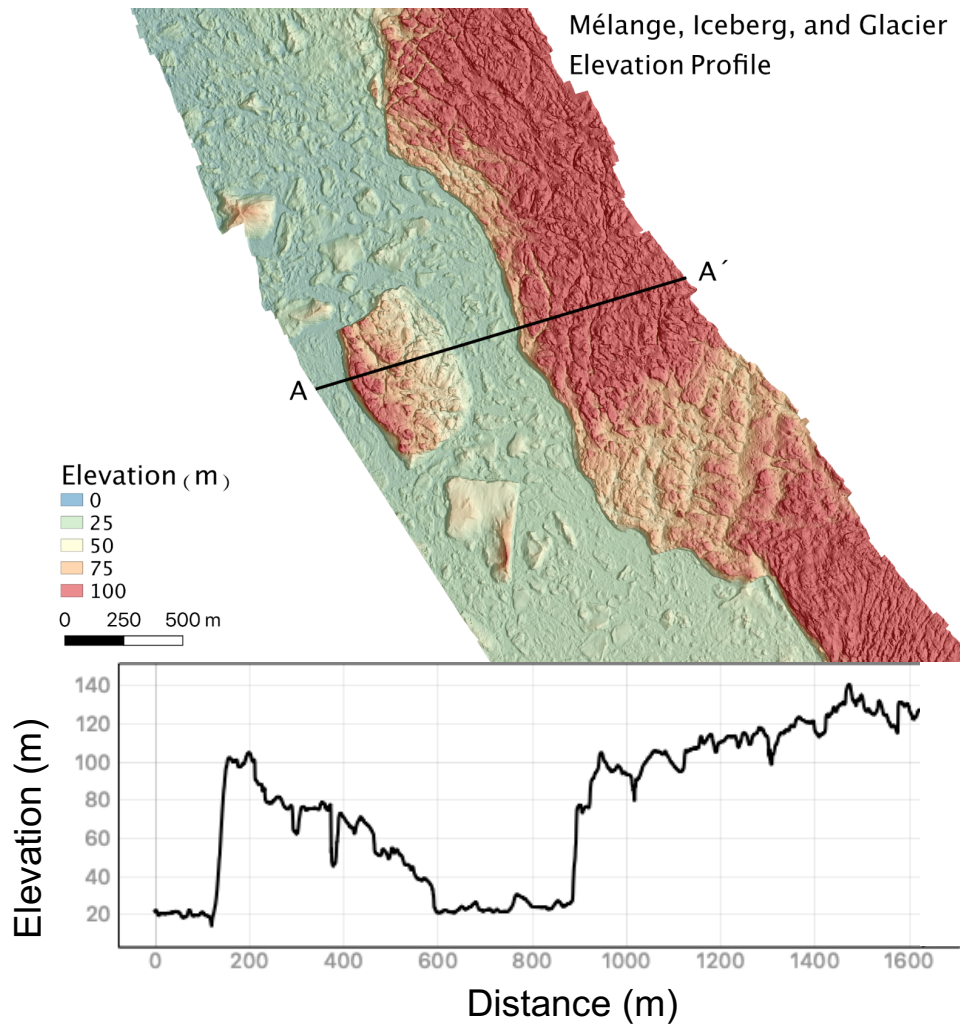 Mélange, Iceberg, and Glacier
Elevation Profile
A´
A
Elevation (m)
0
25
50
75
100
0 250 500 m
140
120
100
80
60
40
20
Elevation (m)
0 200 400 600 800 1000 1200 1400 1600
Distance (m)